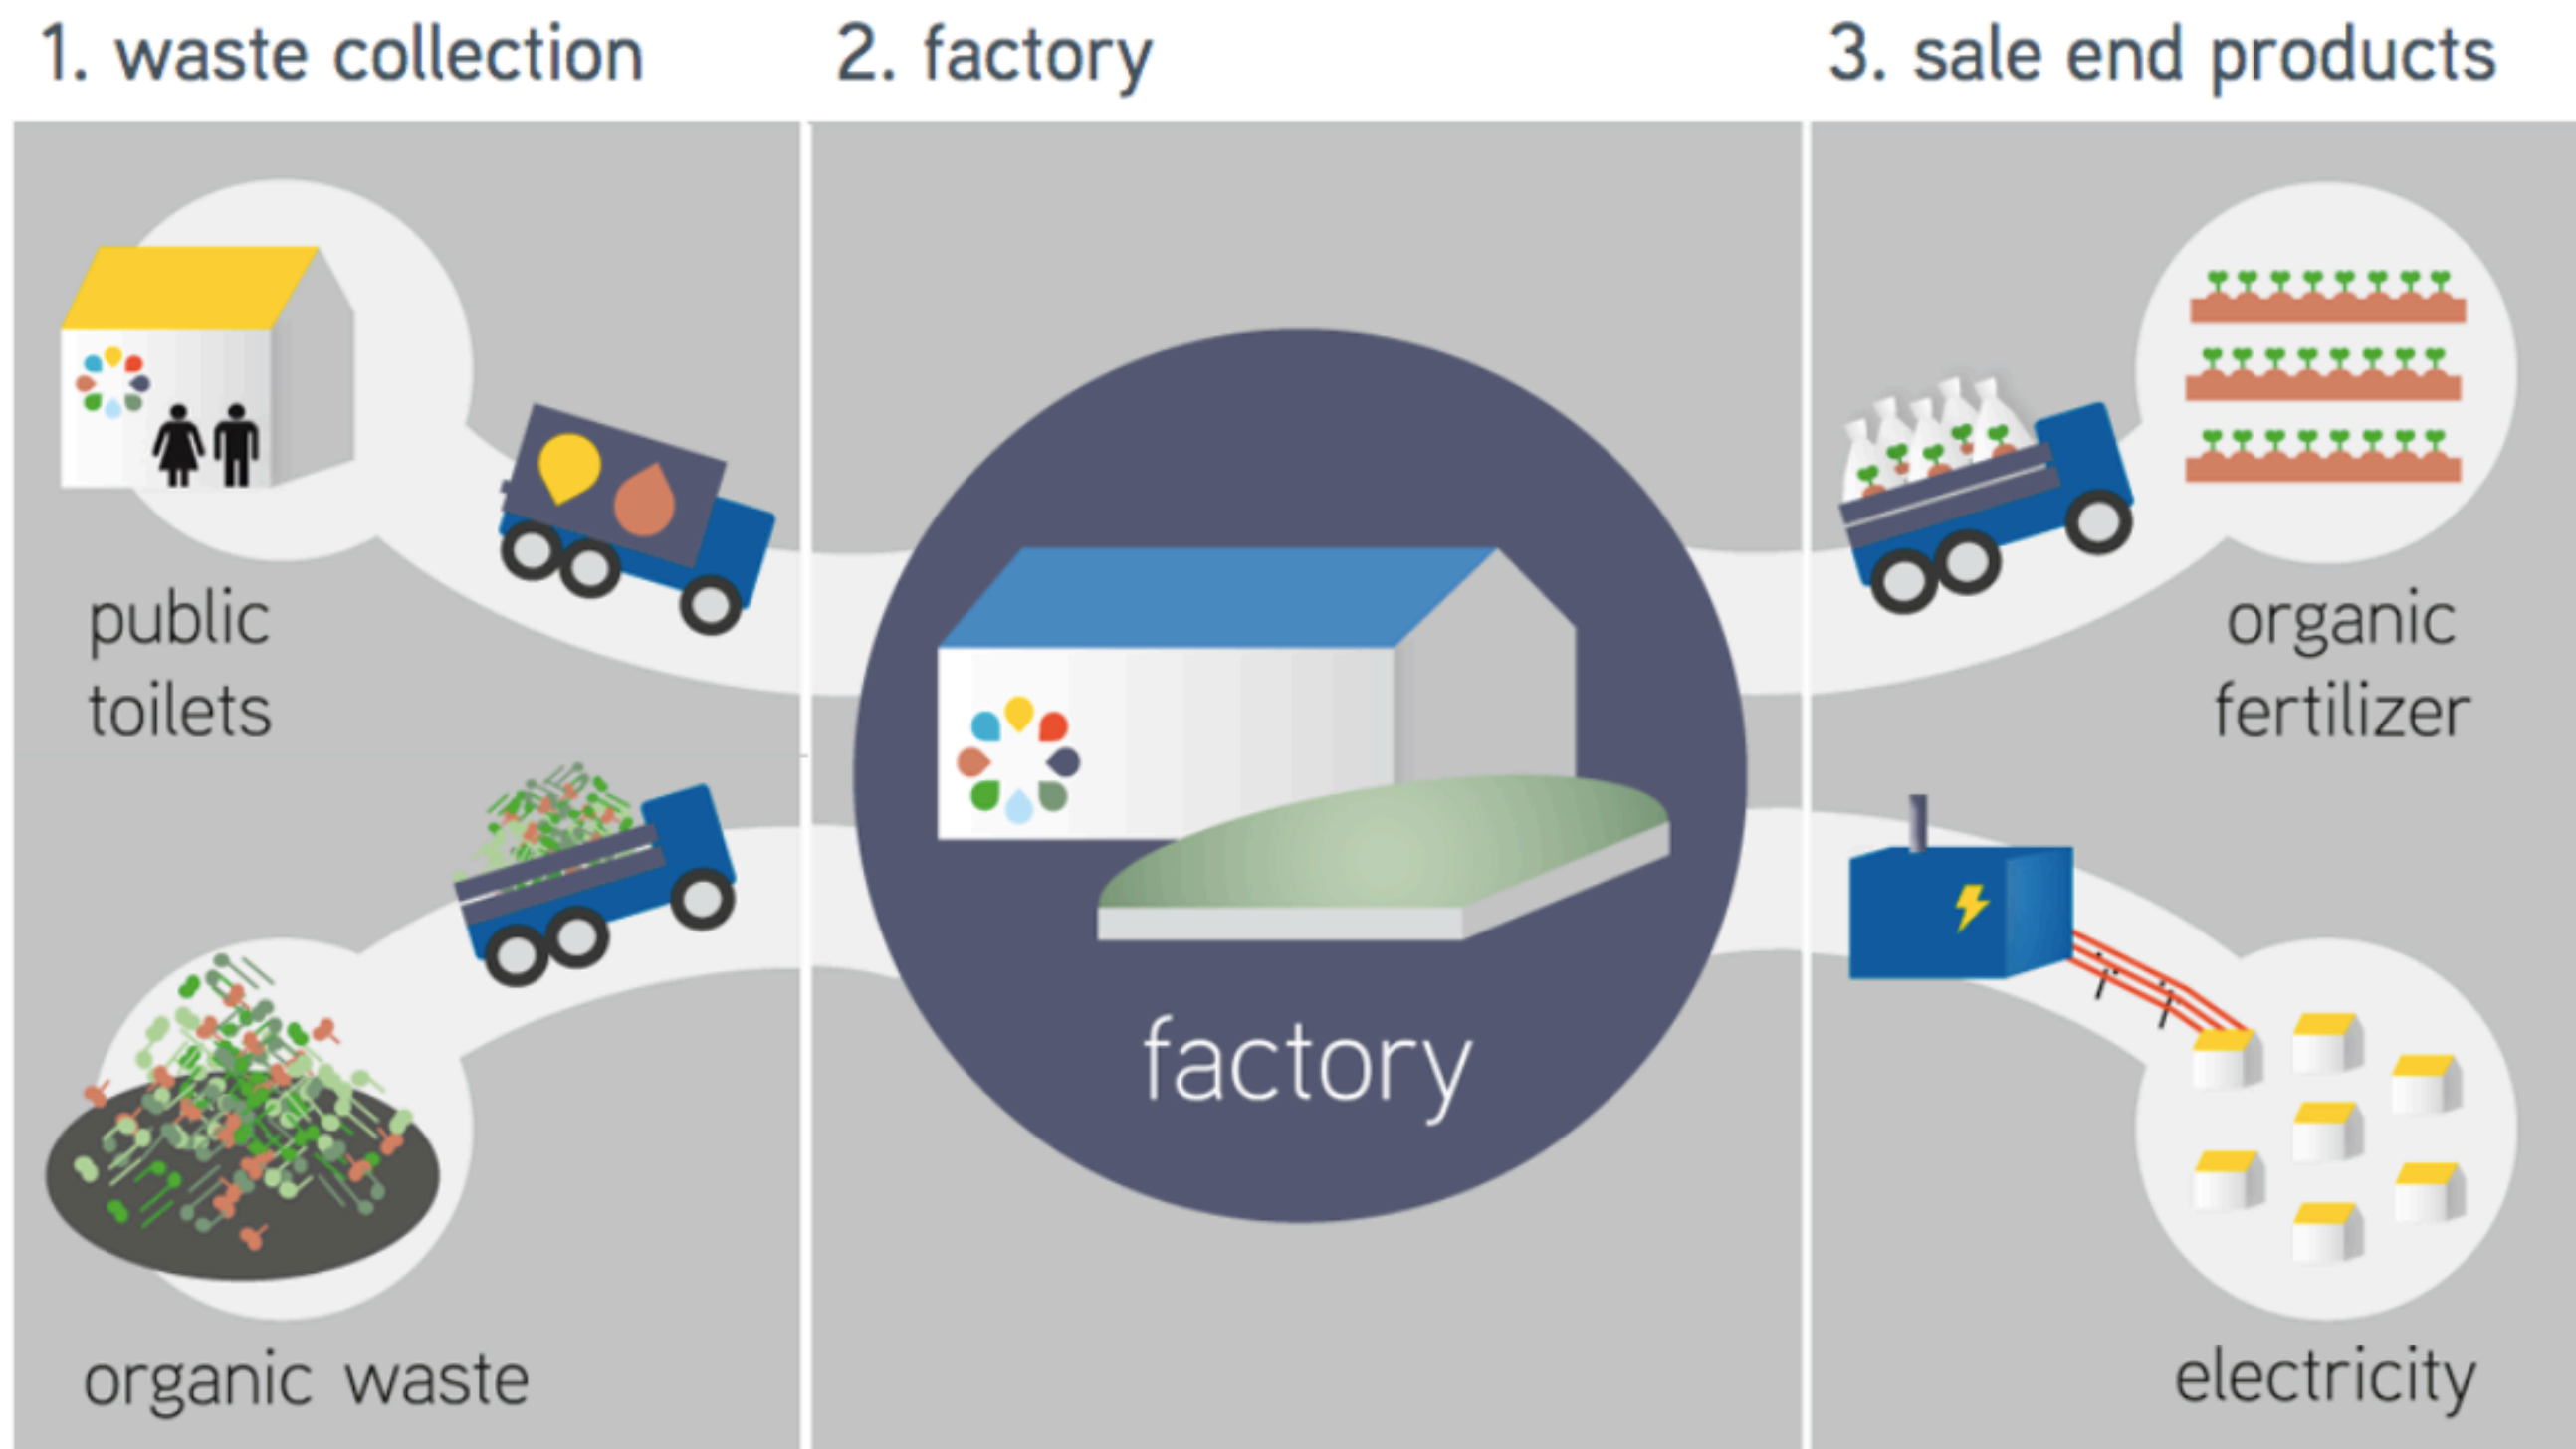 1. waste collection
2. factory
3. sale end products
public
toilets
organic waste
factory
organic
fertilizer
electricity